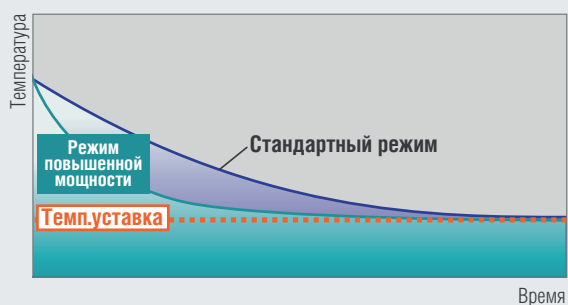 Температура
Режим
повышенной
мощности
Стандартный режим
Темп.уставка
Время